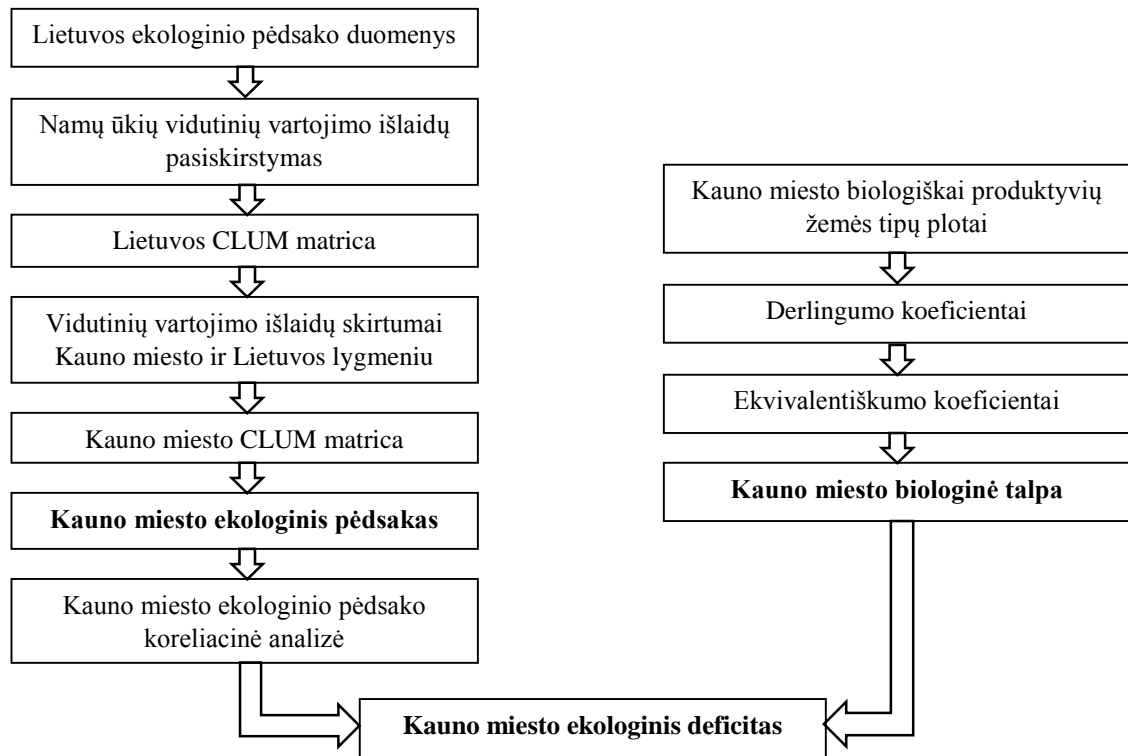 Lietuvos ekologinio pėdsako duomenys
Namų ūkių vidutinių vartojimo išlaidų
pasiskirstymas
Lietuvos CLUM matrica
Vidutinių vartojimo išlaidų skirtumai
Kauno miesto ir Lietuvos lygmeniu
Kauno miesto CLUM matrica
Kauno miesto ekologinis pėdsakas
Kauno miesto ekologinio pėdsako
koreliacinė analizė
Kauno miesto biologiškai produktyvių
žemės tipų plotai
Derlingumo koeficientai
Ekvivalentiškumo koeficientai
Kauno miesto biologinė talpa
Kauno miesto ekologinis deficitas